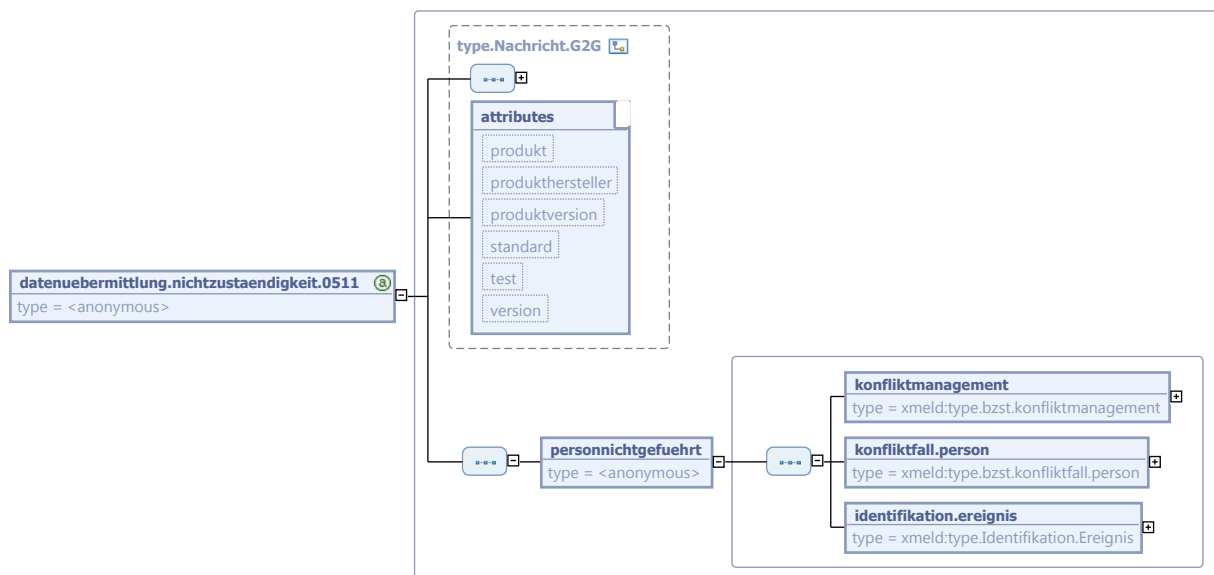 type.Nachricht.G2G
attributes
produkt
produkthersteller
produktversion
standard
test
version
datenuebermittlung.nichtzustaendigkeit.0511 a
type = <anonymous>
personnichtgefuehrt
type = <anonymous>
konfliktmanagement
type = xmeld:type.bzst.konfliktmanagement
konfliktfall.person
type = xmeld:type.bzst.konfliktfall.person
identifikation.ereignis
type = xmeld:type.Identifikation.Ereignis